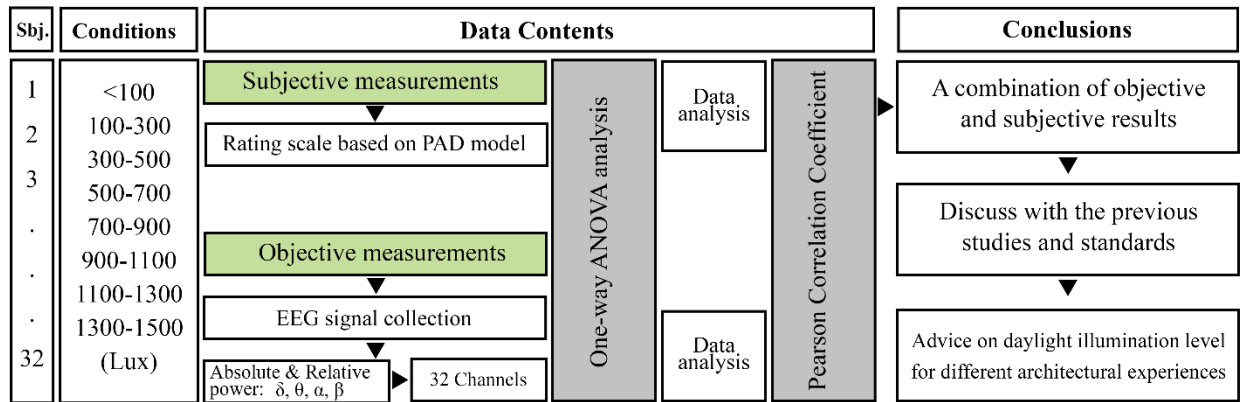 Sbj.
Conditions
Data Contents
Conclusions
1
2
3
.
.
.
32
<100
100-300
300-500
500-700
700-900
900-1100
1100-1300
1300-1500
(Lux)
Subjective measurements
Rating scale based on PAD model
Objective measurements
EEG signal collection
Absolute & Relative
power: δ, θ, α, β
32 Channels
One-way ANOVA analysis
Data
analysis
Data
analysis
Pearson Correlation Coefficient
A combination of objective
and subjective results
Discuss with the previous
studies and standards
Advice on daylight illumination level
for different architectural experiences